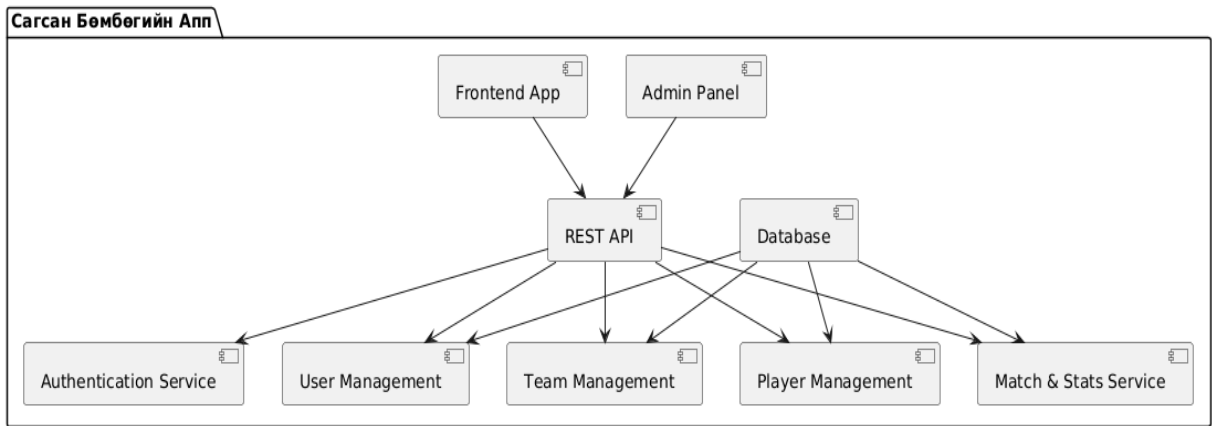 Сагсан Бөмбөгийн Апп
Frontend App
Admin Panel
REST API
Database
Authentication Service
User Management
Team Management
Player Management
Match & Stats Service